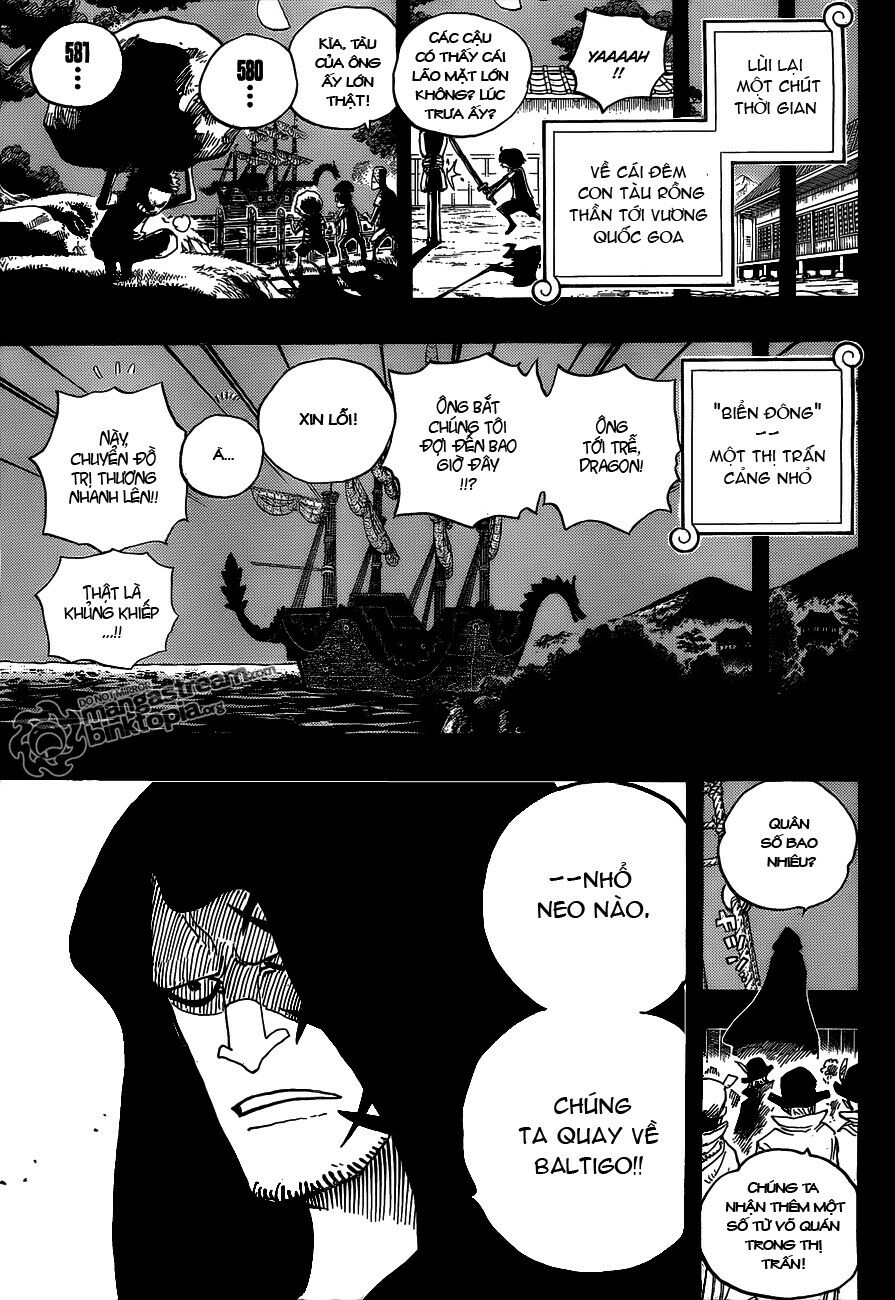 LÙI LẠI
MỘT CHÚT
THỜI GIAN
VỀ CÁI ĐÊM
CON TÀU RỒNG
THẦN TỚI VƯƠNG
QUỐC GOA
YAAAAH
!!
CÁC CẬU
CÓ THẤY CÁI
LÃO MẶT LỚN
KHÔNG? LÚC
TRƯA ẤY?
KÌA, TÀU
CỦA ÔNG
ẤY LỚN
THẬT!
580
...
581
...
"BIỂN ĐÔNG"
--
MỘT THỊ TRẤN
CẢNG NHỎ
ÔNG
TỚI TRỄ,
DRAGON!
ÔNG BẮT
CHÚNG TÔI
ĐỢI ĐẾN BAO
GIỜ ĐÂY
!!?
XIN LỖI!
À...
NÀY,
CHUYỂN ĐỒ
TRỊ THƯƠNG
NHANH LÊN!!
THẬT LÀ
KHỦNG KHIẾP
...!!
DO NOT MIRROR
mangastream.com
binktopia.org
QUÂN
SỐ BAO
NHIÊU?
CHÚNG TA
NHẬN THÊM MỘT
SỐ TỪ VÕ QUÁN
TRONG THỊ
TRẤN!
--NHỔ
NEO NÀO.
CHÚNG
TA QUAY VỀ
BALTIGO!!